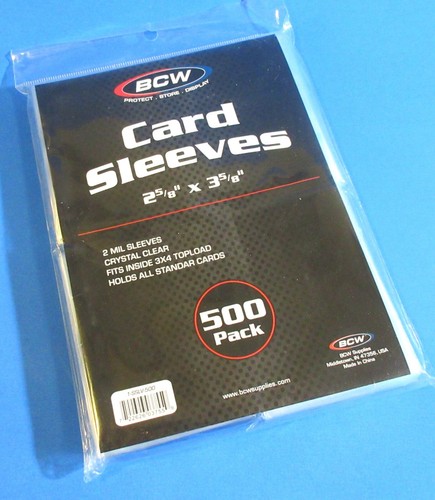 BCW
PROTECT . STORE . DISPLAY
Card
Sleeves
2 5/8" x 3 5/8"
2 MIL SLEEVES
CRYSTAL CLEAR
FITS INSIDE 3X4 TOPLOAD
HOLDS ALL STANDAR CARDS
500
Pack
BCW
BCW Supplies
Middletown, IN 47356, USA
Made in China
www.bcwsupplies.com